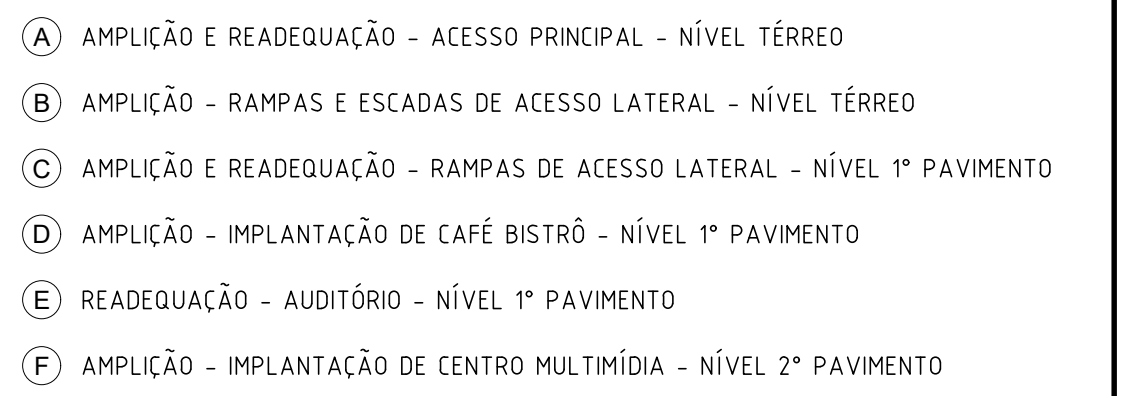 A AMPLIÇÃO E READEQUAÇÃO - ACESSO PRINCIPAL - NÍVEL TÉRREO
B AMPLIÇÃO - RAMPAS E ESCADAS DE ACESSO LATERAL - NÍVEL TÉRREO
C AMPLIÇÃO E READEQUAÇÃO - RAMPAS DE ACESSO LATERAL - NÍVEL 1° PAVIMENTO
D AMPLIÇÃO - IMPLANTAÇÃO DE CAFÉ BISTRÔ - NÍVEL 1° PAVIMENTO
E READEQUAÇÃO - AUDITÓRIO - NÍVEL 1° PAVIMENTO
F AMPLIÇÃO - IMPLANTAÇÃO DE CENTRO MULTIMÍDIA - NÍVEL 2° PAVIMENTO